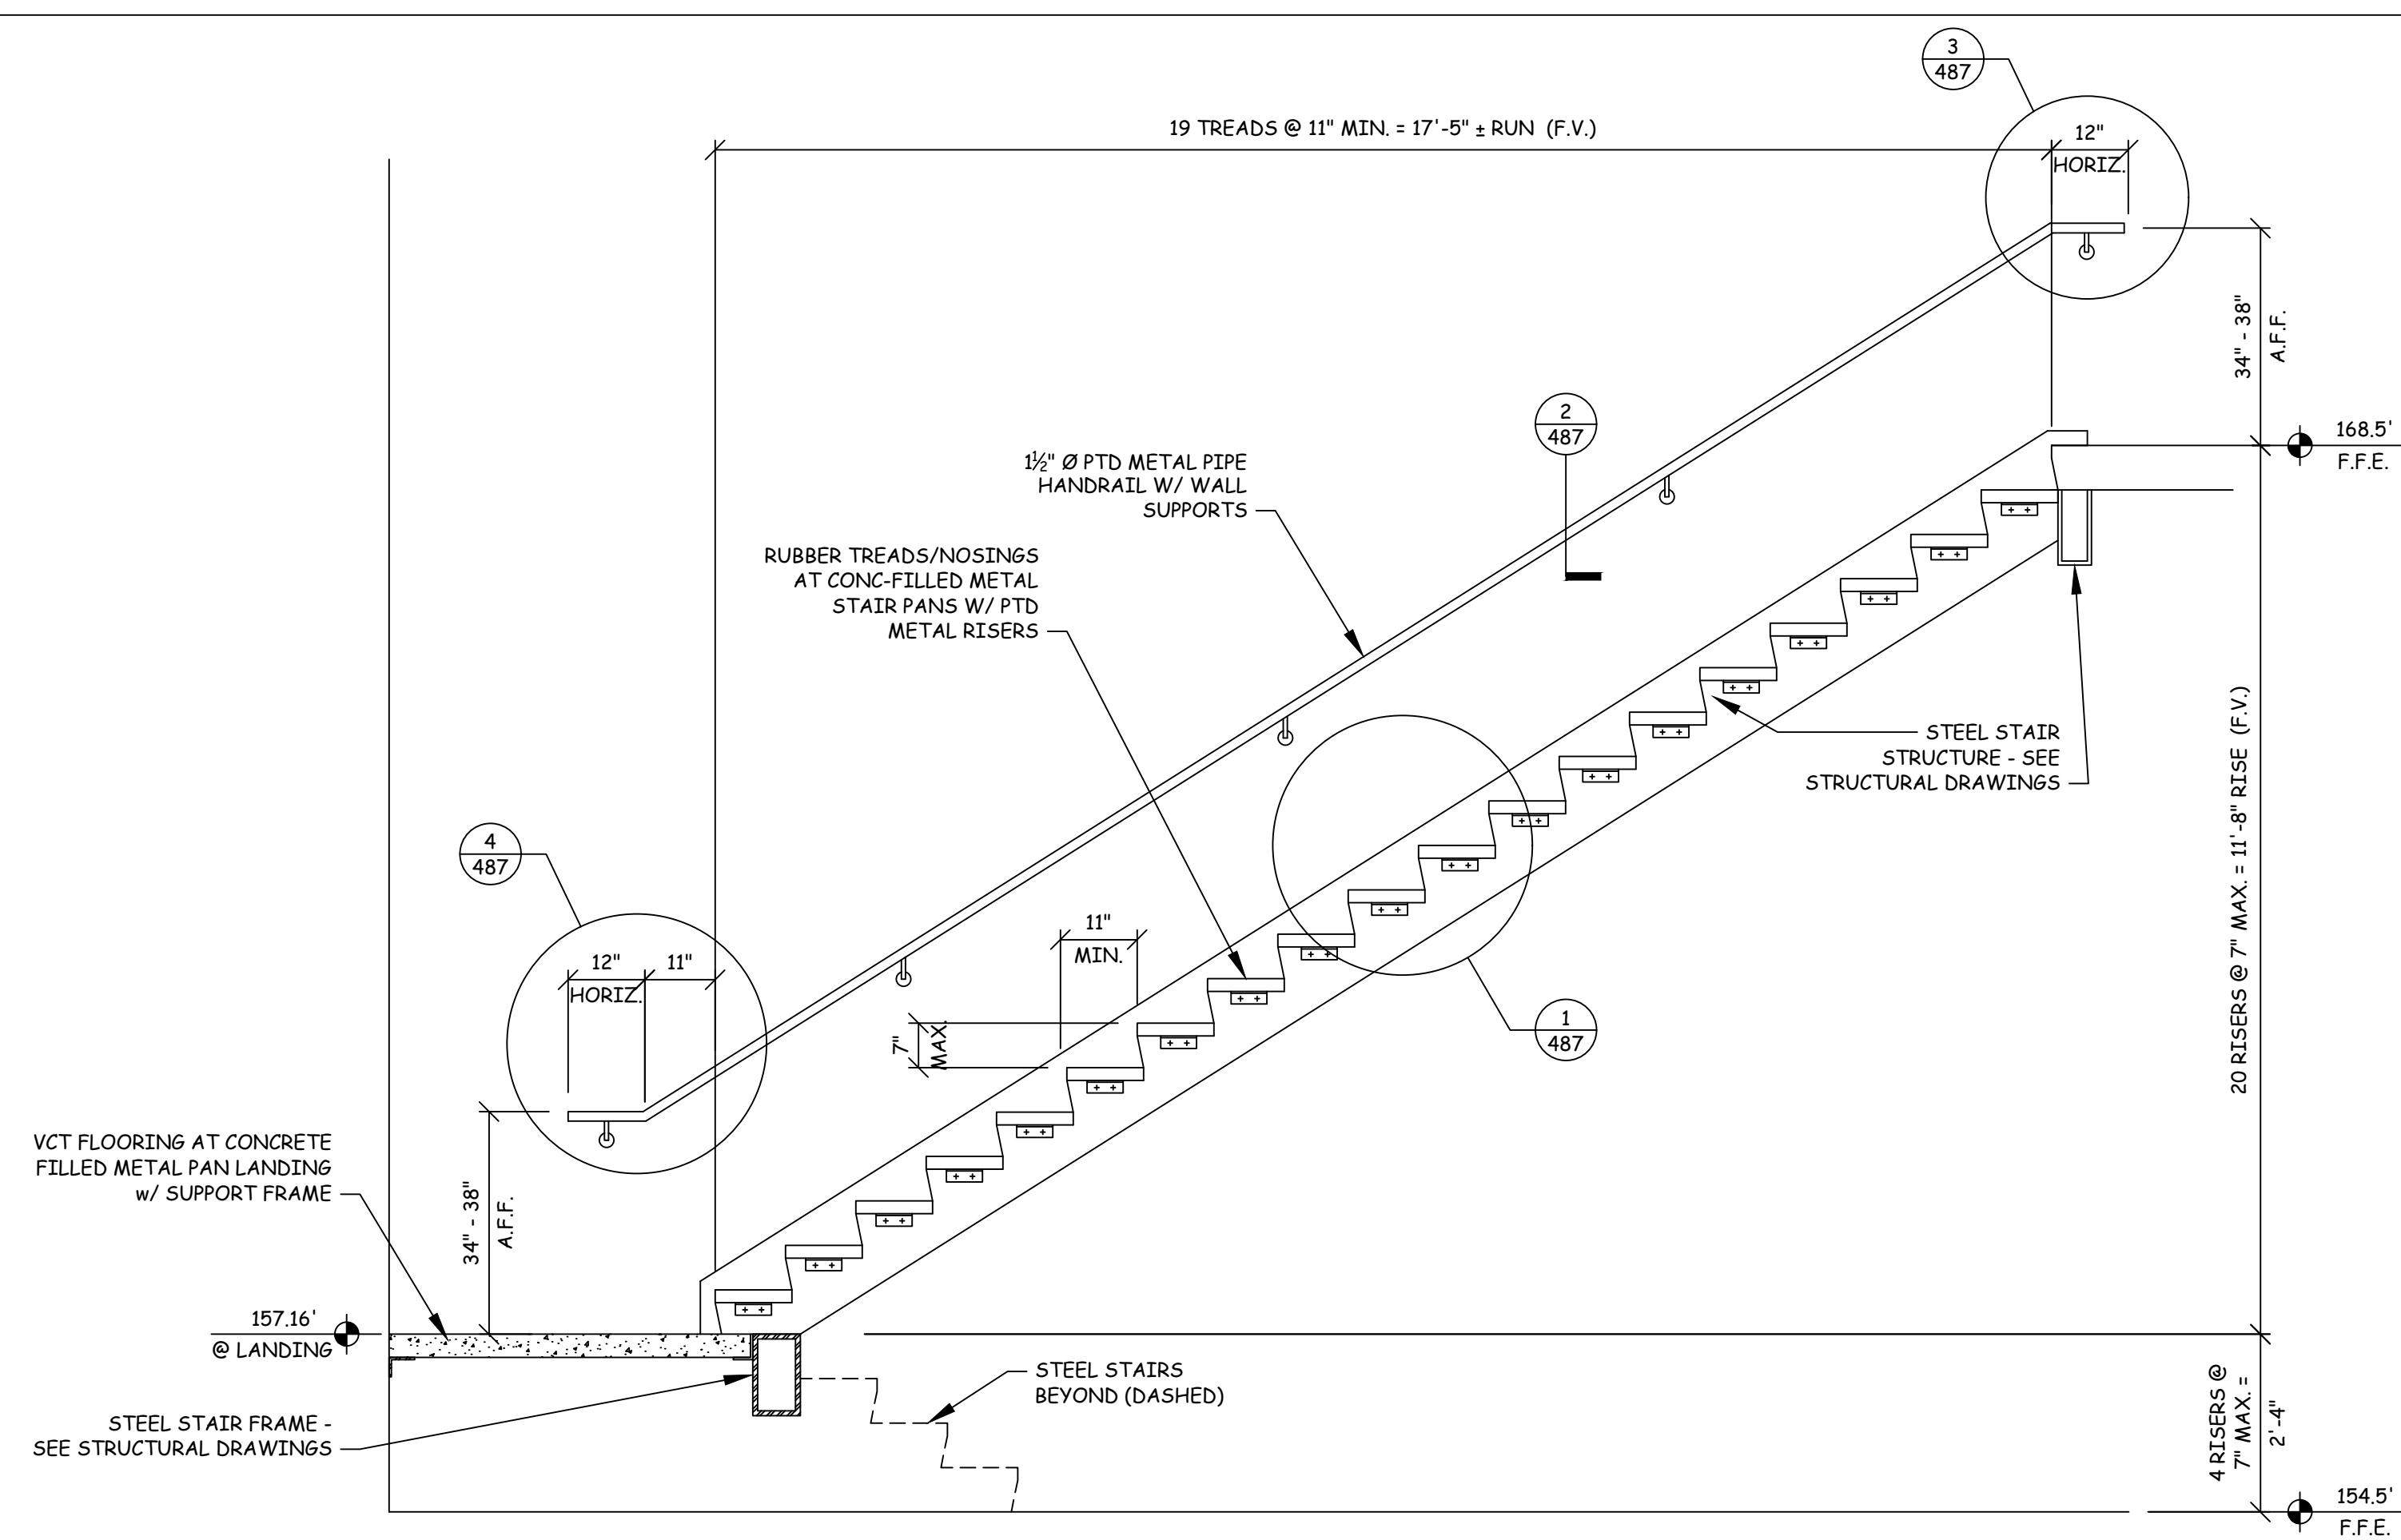 3
487
19 TREADS @ 11" MIN. = 17'-5" ± RUN (F.V.)
12"
HORIZ.
34" - 38"
A.F.F.
168.5'
F.F.E.
2
487
1½" Ø PTD METAL PIPE
HANDRAIL W/ WALL
SUPPORTS
RUBBER TREADS/NOSINGS
AT CONC-FILLED METAL
STAIR PANS W/ PTD
METAL RISERS
STEEL STAIR
STRUCTURE - SEE
STRUCTURAL DRAWINGS
20 RISERS @ 7" MAX. = 11'-8" RISE (F.V.)
4
487
12"
HORIZ.
11"
11"
MIN.
7"
MAX.
1
487
VCT FLOORING AT CONCRETE
FILLED METAL PAN LANDING
w/ SUPPORT FRAME
34" - 38"
A.F.F.
157.16'
@ LANDING
STEEL STAIRS
BEYOND (DASHED)
STEEL STAIR FRAME -
SEE STRUCTURAL DRAWINGS
4 RISERS @
7" MAX. =
2'-4"
154.5'
F.F.E.